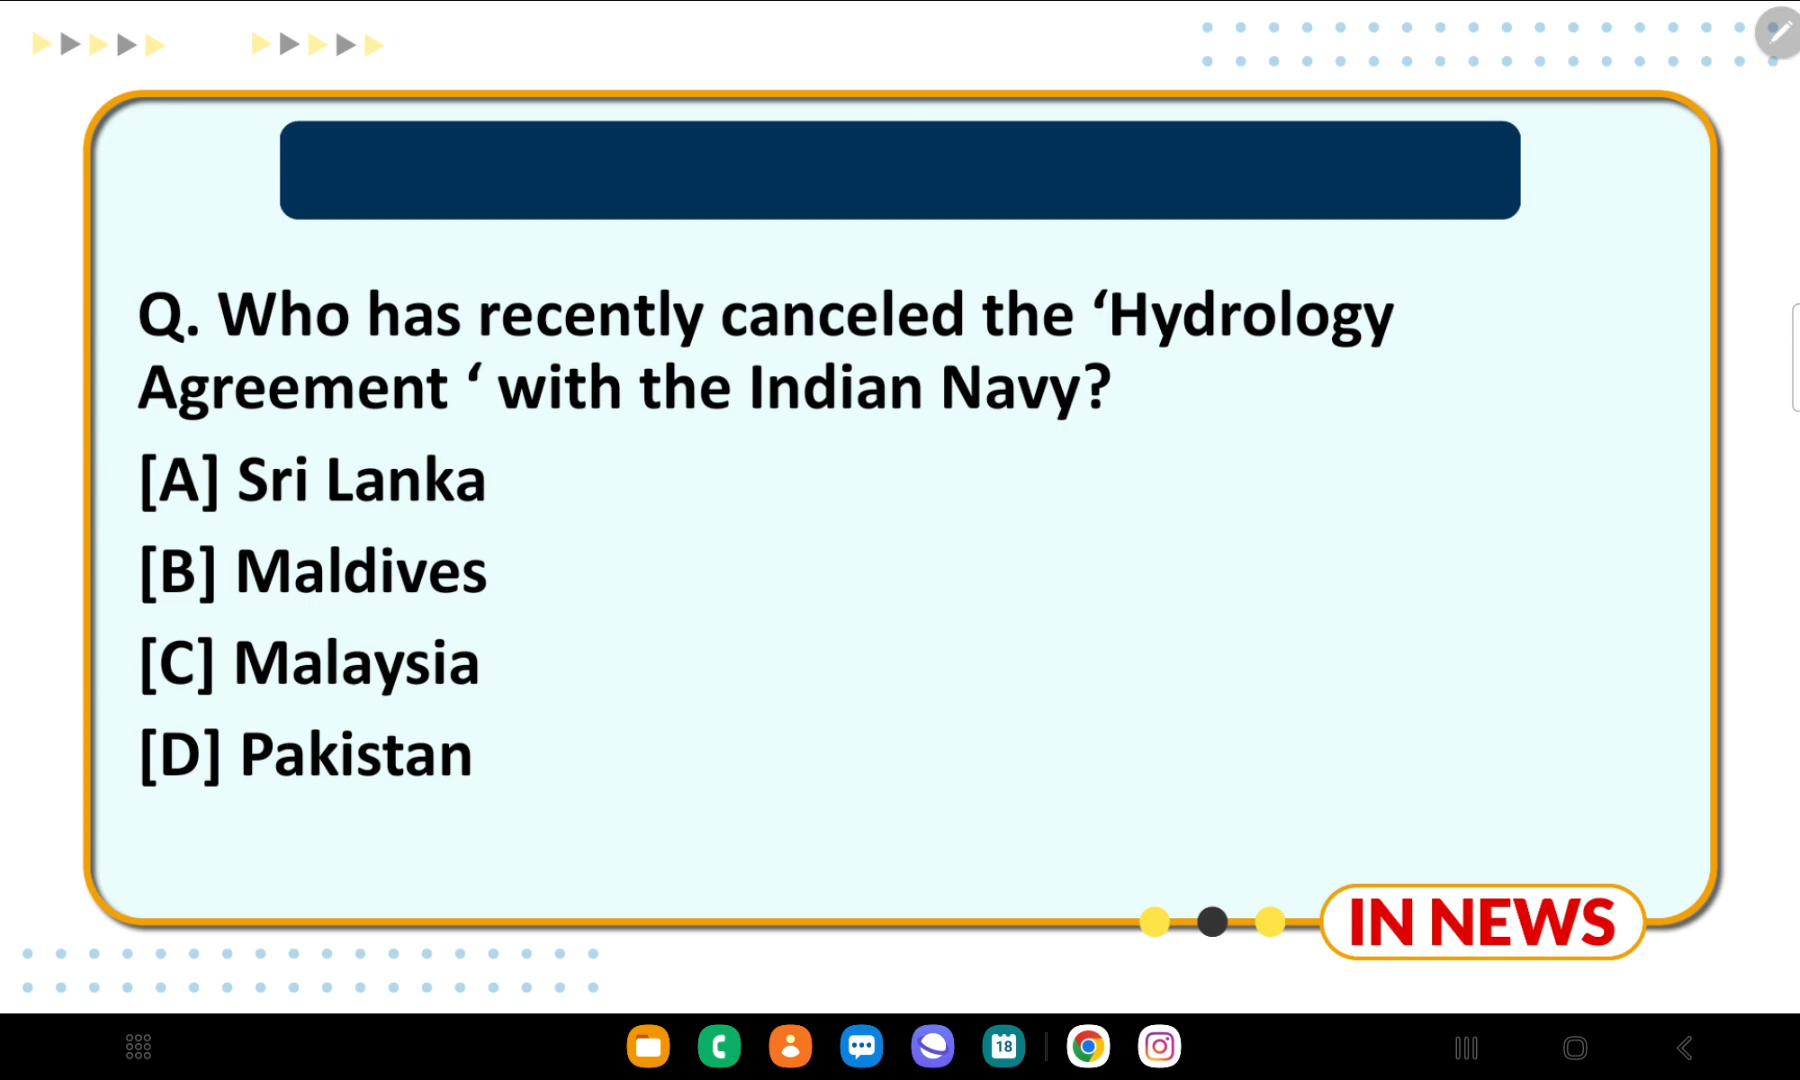 Q. Who has recently canceled the ‘Hydrology
Agreement ‘ with the Indian Navy?
[A] Sri Lanka
[B] Maldives
[C] Malaysia
[D] Pakistan
IN NEWS
18